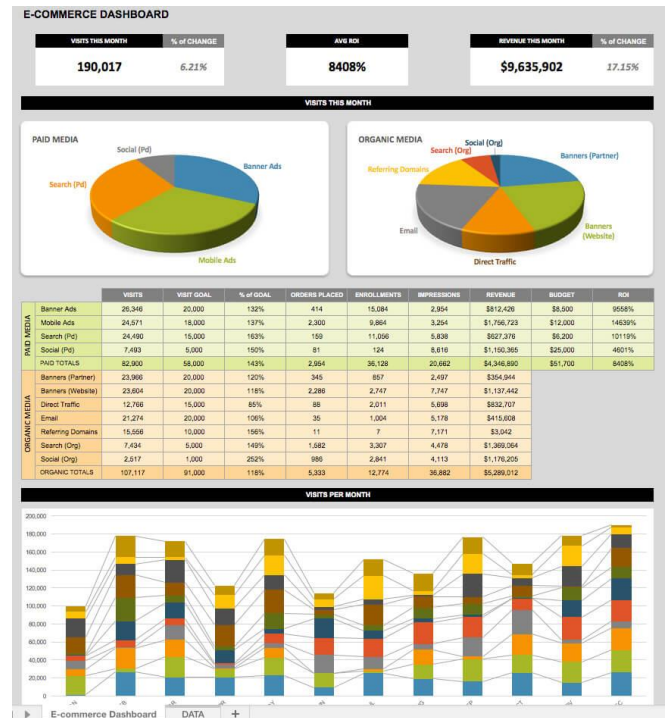 E-COMMERCE DASHBOARD
VISITS THIS MONTH % of CHANGE AVG ROI REVENUE THIS MONTH % of CHANGE
190,017 6.21% 8408% $9,635,902 17.15%
VISITS THIS MONTH
PAID MEDIA
Social (Pd)
Banner Ads
Search (Pd)
Mobile Ads
ORGANIC MEDIA
Social (Org)
Search (Org)
Banners (Partner)
Referring Domains
Email
Banners
(Website)
Direct Traffic
VISITS VISIT GOAL % of GOAL ORDERS PLACED ENROLLMENTS IMPRESSIONS REVENUE BUDGET ROI
PAID MEDIA
Banner Ads 26,346 20,000 132% 414 15,084 2,954 $812,426 $8,500 9558%
Mobile Ads 24,571 18,000 137% 2,300 9,864 3,254 $1,756,723 $12,000 14639%
Search (Pd) 24,490 15,000 163% 159 11,056 5,838 $627,376 $6,200 10119%
Social (Pd) 7,493 5,000 150% 81 124 8,616 $1,150,365 $25,000 4601%
PAID TOTALS 82,900 58,000 143% 2,954 36,128 20,662 $4,346,890 $51,700 8408%
ORGANIC MEDIA
Banners (Partner) 23,966 20,000 120% 345 857 2,497 $354,944
Banners (Website) 23,604 20,000 118% 2,286 2,747 7,747 $1,137,442
Direct Traffic 12,766 15,000 85% 88 2,011 5,698 $832,707
Email 21,274 20,000 106% 35 1,004 5,178 $415,608
Referring Domains 15,556 10,000 156% 11 7 7,171 $3,042
Search (Org) 7,434 5,000 149% 1,582 3,307 4,478 $1,369,064
Social (Org) 2,517 1,000 252% 986 2,841 4,113 $1,176,205
ORGANIC TOTALS 107,117 91,000 118% 5,333 12,774 36,882 $5,289,012
VISITS PER MONTH
200,000
180,000
160,000
140,000
120,000
100,000
80,000
60,000
40,000
20,000
0
E-commerce Dashboard DATA +